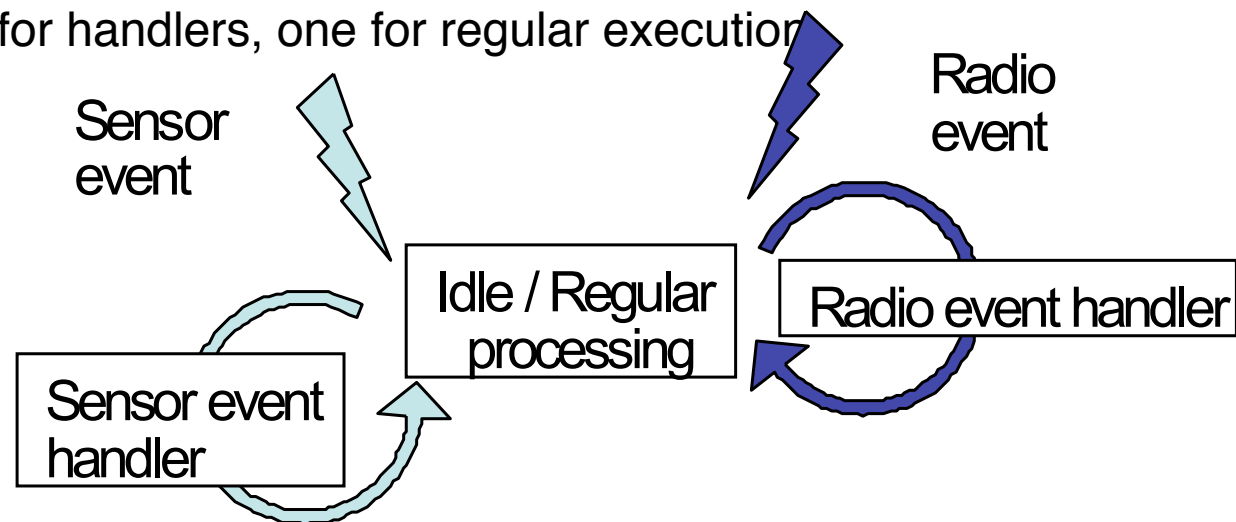 for handlers, one for regular execution
Sensor
event
Radio
event
Idle / Regular
processing
Radio event handler
Sensor event
handler